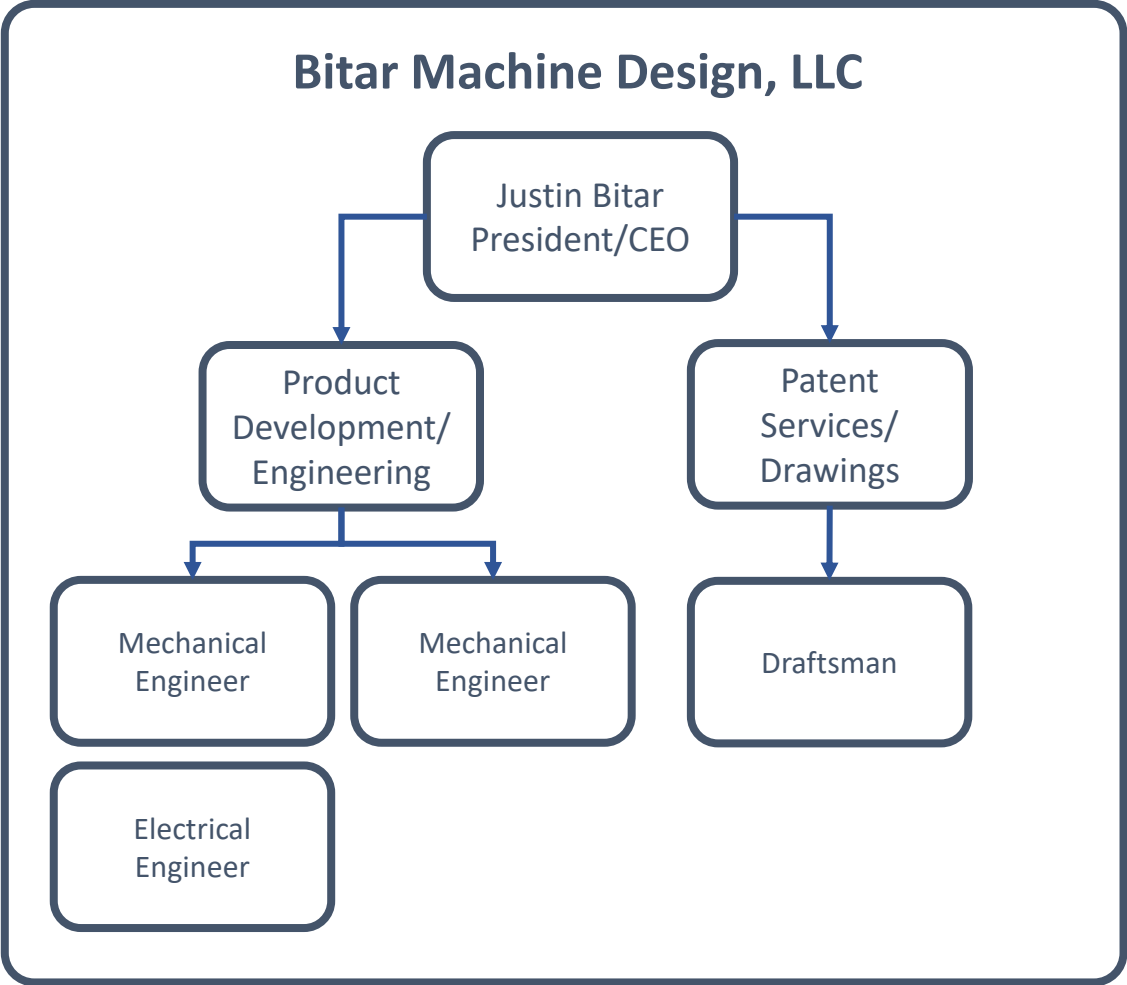 Bitar Machine Design, LLC
Justin Bitar
President/CEO
Product
Development/
Engineering
Patent
Services/
Drawings
Mechanical
Engineer
Mechanical
Engineer
Draftsman
Electrical
Engineer